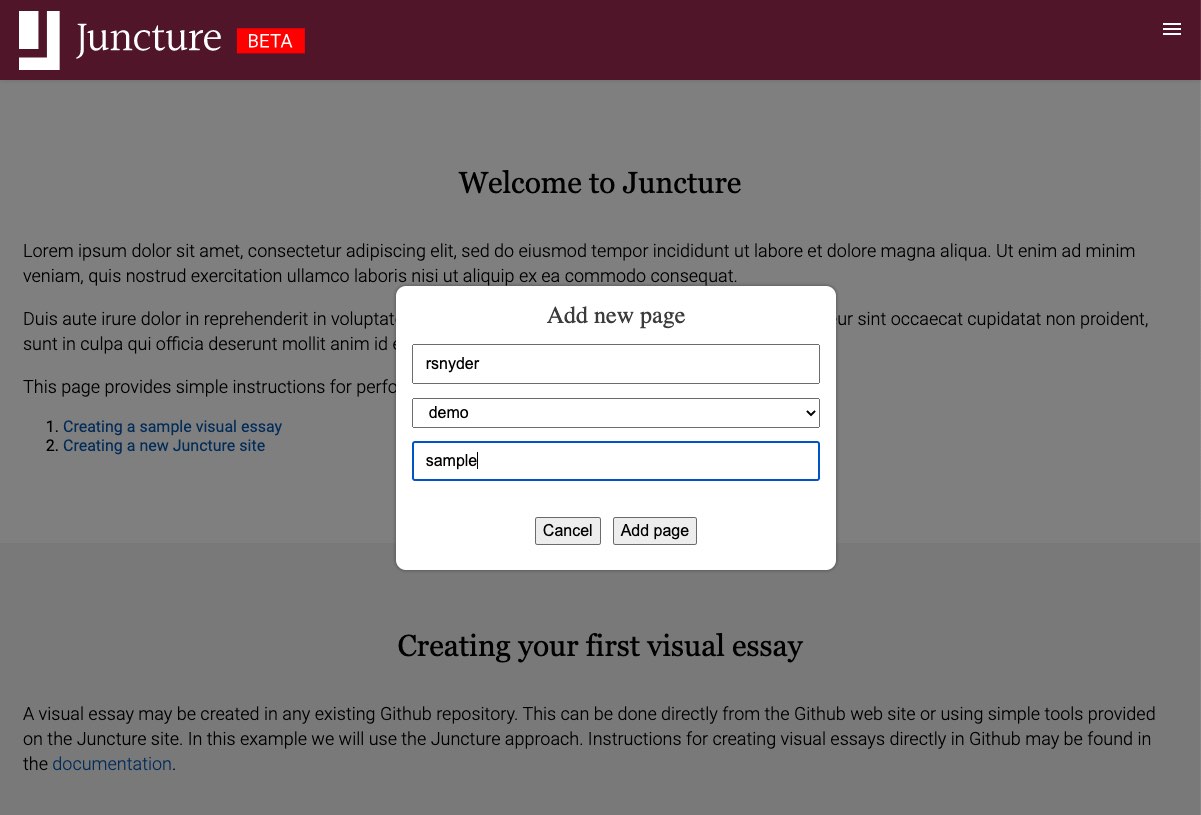 Juncture BETA
Welcome to Juncture
Lorem ipsum dolor sit amet, consectetur adipiscing elit, sed do eiusmod tempor incididunt ut labore et dolore magna aliqua. Ut enim ad minim
veniam, quis nostrud exercitation ullamco laboris nisi ut aliquip ex ea commodo consequat.
Duis aute irure dolor in reprehenderit in voluptat
ur sint occaecat cupidatat non proident,
sunt in culpa qui officia deserunt mollit anim id
This page provides simple instructions for perfo
1. Creating a sample visual essay
2. Creating a new Juncture site
Add new page
rsnyder
demo
sample
Cancel Add page
Creating your first visual essay
A visual essay may be created in any existing Github repository. This can be done directly from the Github web site or using simple tools provided
on the Juncture site. In this example we will use the Juncture approach. Instructions for creating visual essays directly in Github may be found in
the documentation.